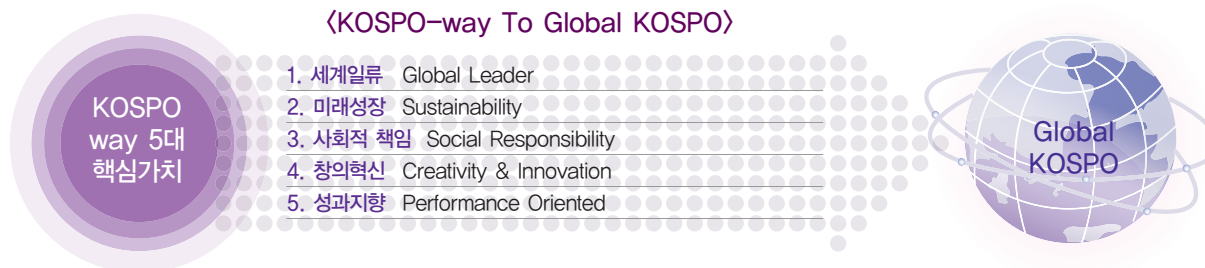 〈KOSPO-way To Global KOSPO〉
KOSPO
way 5대
핵심가치
1. 세계일류 Global Leader
2. 미래성장 Sustainability
3. 사회적 책임 Social Responsibility
4. 창의혁신 Creativity & Innovation
5. 성과지향 Performance Oriented
Global
KOSPO